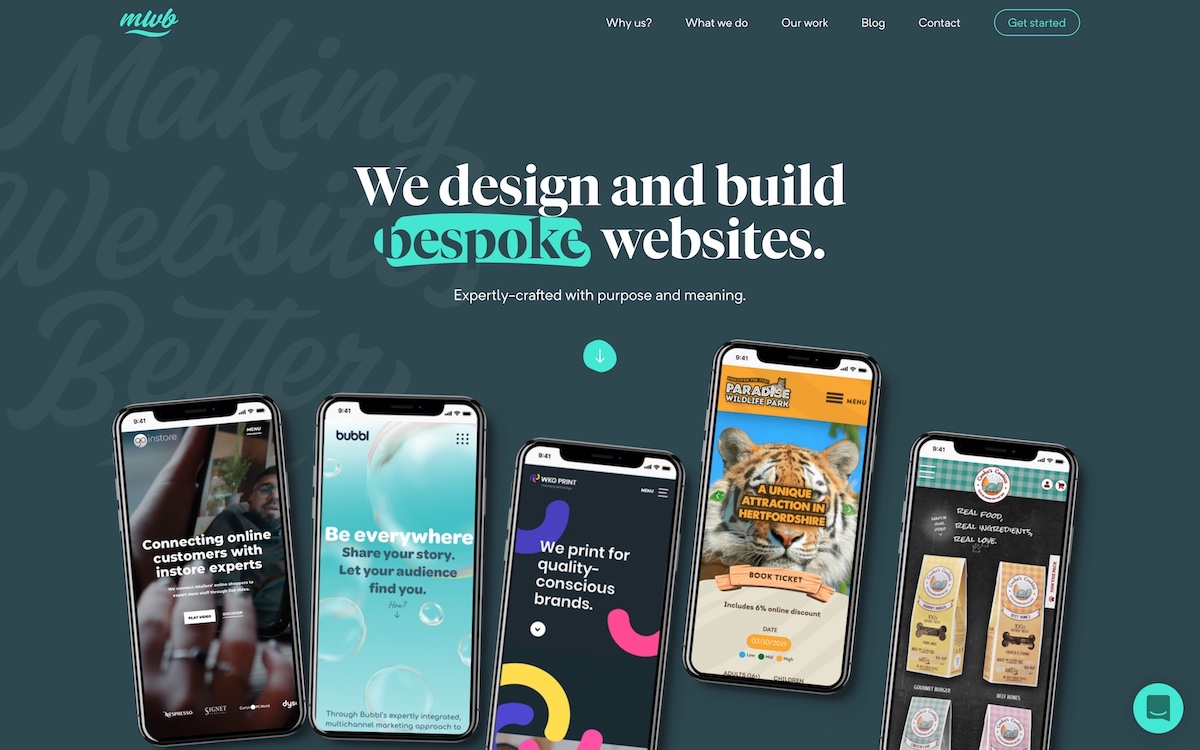 mwb
Why us?
What we do
Our work
Blog
Contact
Get started
Making
Websites
Better
We design and build
bespoke websites.
Expertly-crafted with purpose and meaning.
9:41
go instore
MENU
Connecting online
customers with
instore experts
We connect retailers' online shoppers to
expert store staff through live video.
PLAY VIDEO
DISCOVER
NESPRESSO
SIGNET
dys
9:41
bubbl
Be everywhere
Share your story.
Let your audience
find you.
How?
Through Bubbl's expertly integrated,
multichannel marketing approach to
9:41
WKG PRINT
MENU
We print for
quality-
conscious
brands.
9:41
PARADISE
WILDLIFE PARK
MENU
A UNIQUE
ATTRACTION IN
HERTFORDSHIRE
BOOK TICKET
Includes 6% online discount
DATE
03/10/2019
Low
Mid
High
ADULTS (16+)
CHILDREN
9:41
REAL FOOD,
REAL INGREDIENTS,
REAL LOVE.
GOURMET BURGER
BEEF BONES